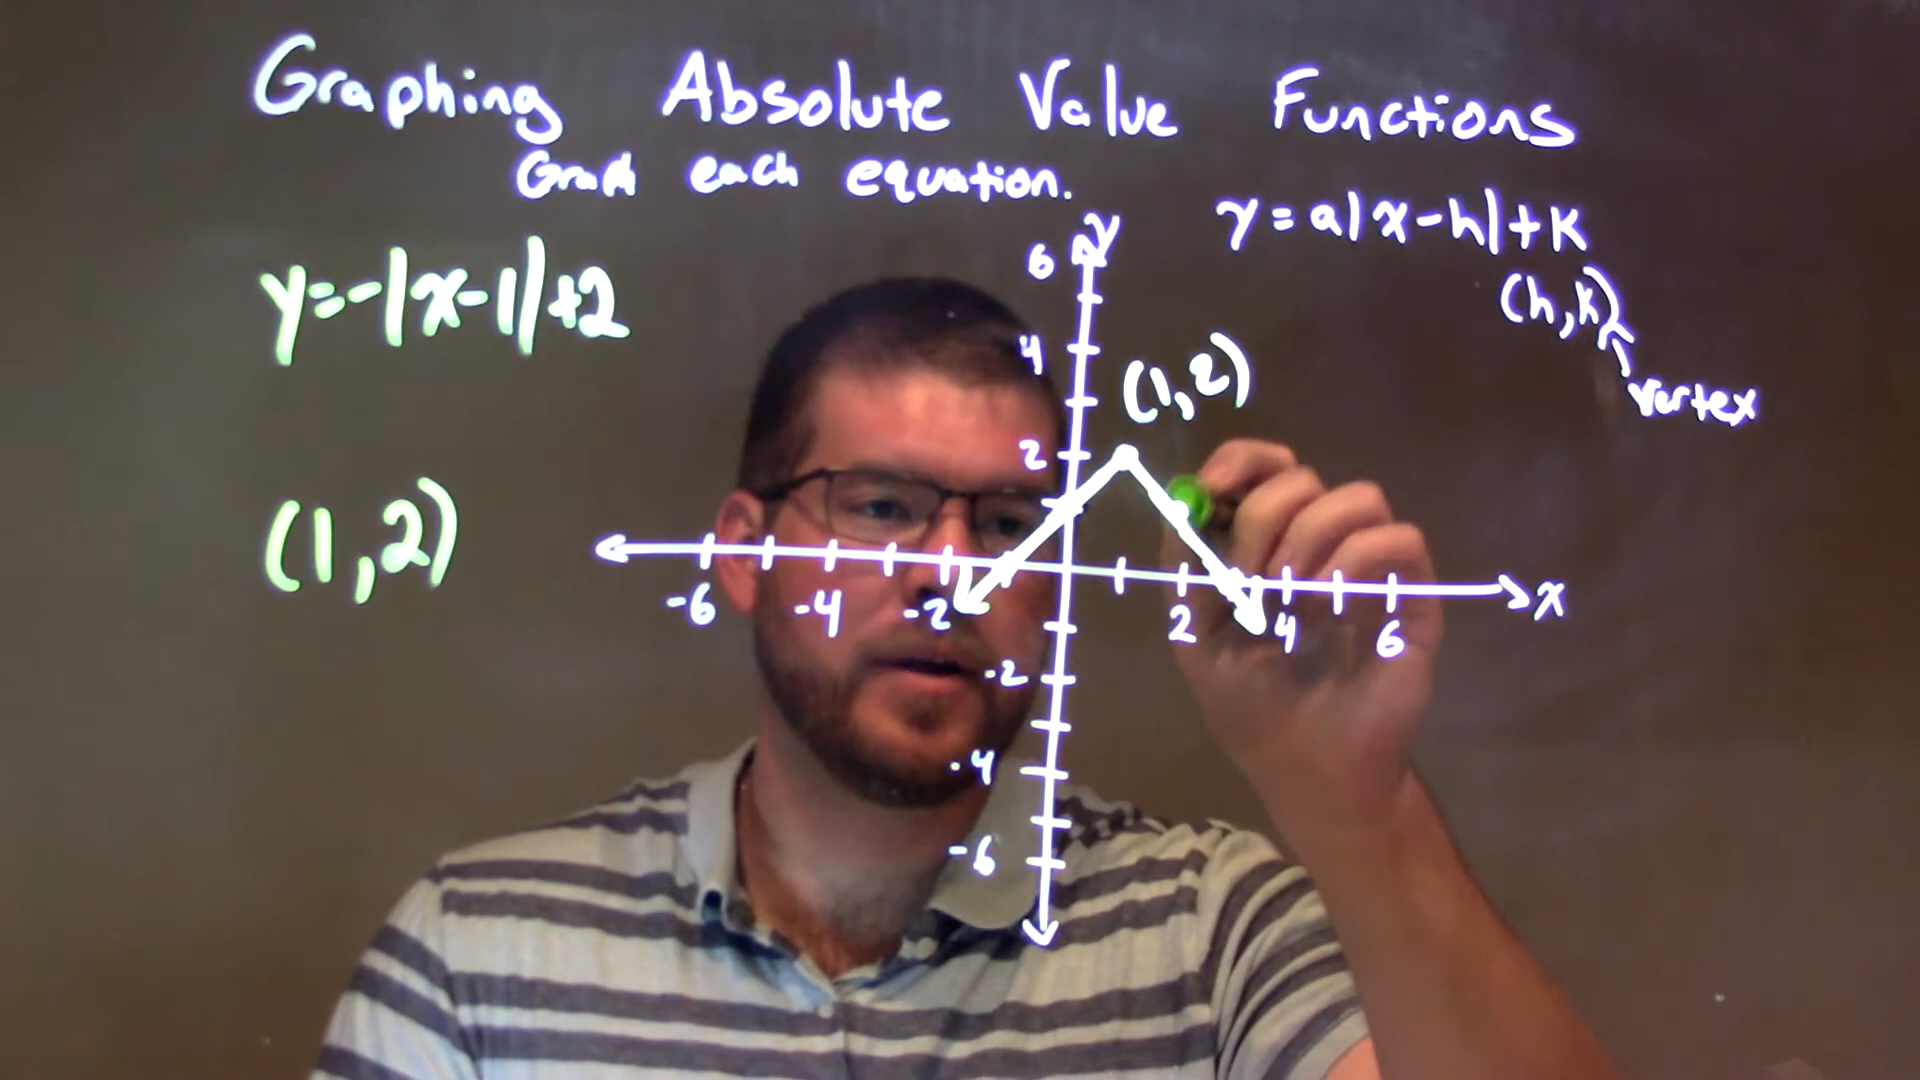 Graphing Absolute Value Functions
Graph each equation.
y=a|x-h|+k
(h,k)
vertex
y=-|x-1|+2
(1,2)
y
6
4
(1,2)
2
-6 -4 -2 2 4 6 x
-2
-4
-6